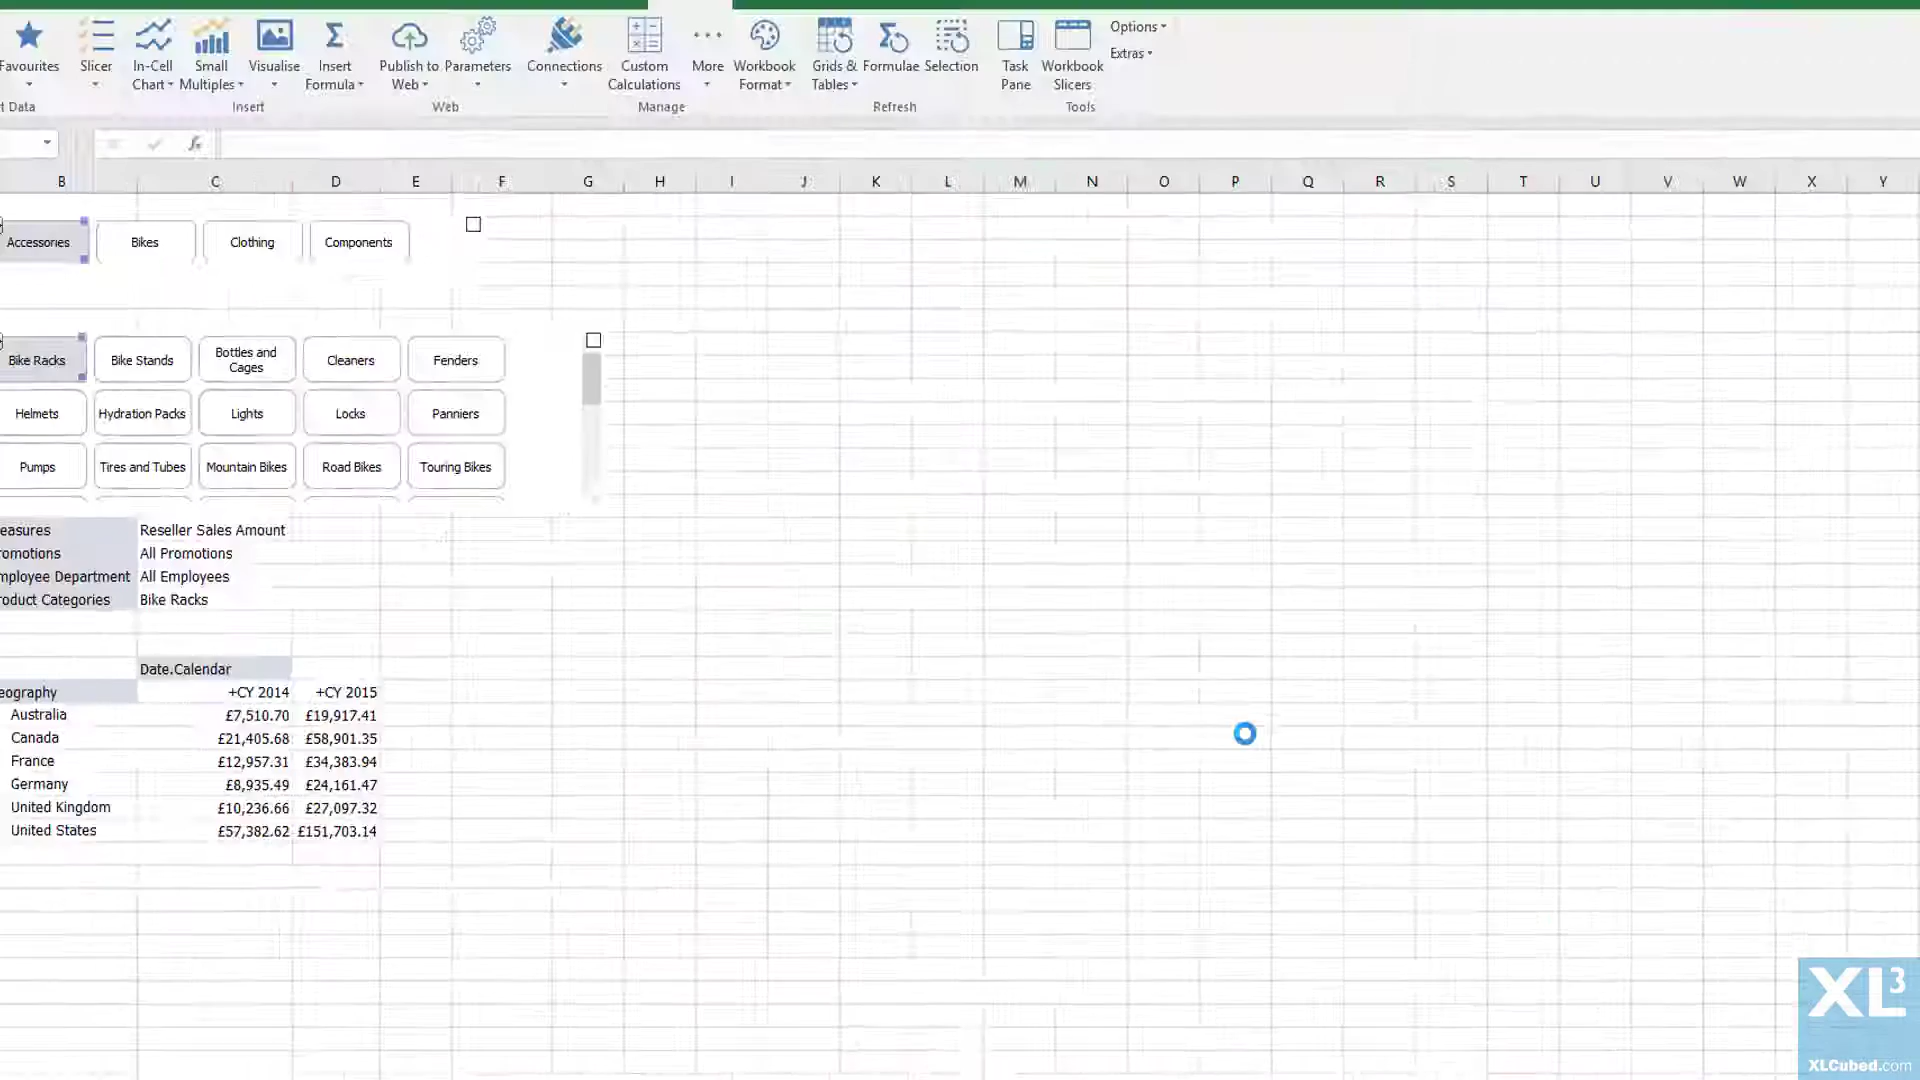 Options
Favourites Slicer In-Cell Chart Small Multiples Visualise Insert Formula Publish to Web Parameters Connections Custom Calculations More Workbook Format Grids & Tables Formulae Selection Task Pane Workbook Slicers Extras
t Data Insert Web Manage Refresh Tools
fx
B C D E F G H I J K L M N O P Q R S T U V W X Y
Accessories Bikes Clothing Components
Bike Racks Bike Stands Bottles and Cages Cleaners Fenders
Helmets Hydration Packs Lights Locks Panniers
Pumps Tires and Tubes Mountain Bikes Road Bikes Touring Bikes
easures Reseller Sales Amount
romotions All Promotions
mployee Department All Employees
roduct Categories Bike Racks
Date.Calendar
eography +CY 2014 +CY 2015
Australia £7,510.70 £19,917.41
Canada £21,405.68 £58,901.35
France £12,957.31 £34,383.94
Germany £8,935.49 £24,161.47
United Kingdom £10,236.66 £27,097.32
United States £57,382.62 £151,703.14
XL3
XLCubed.com